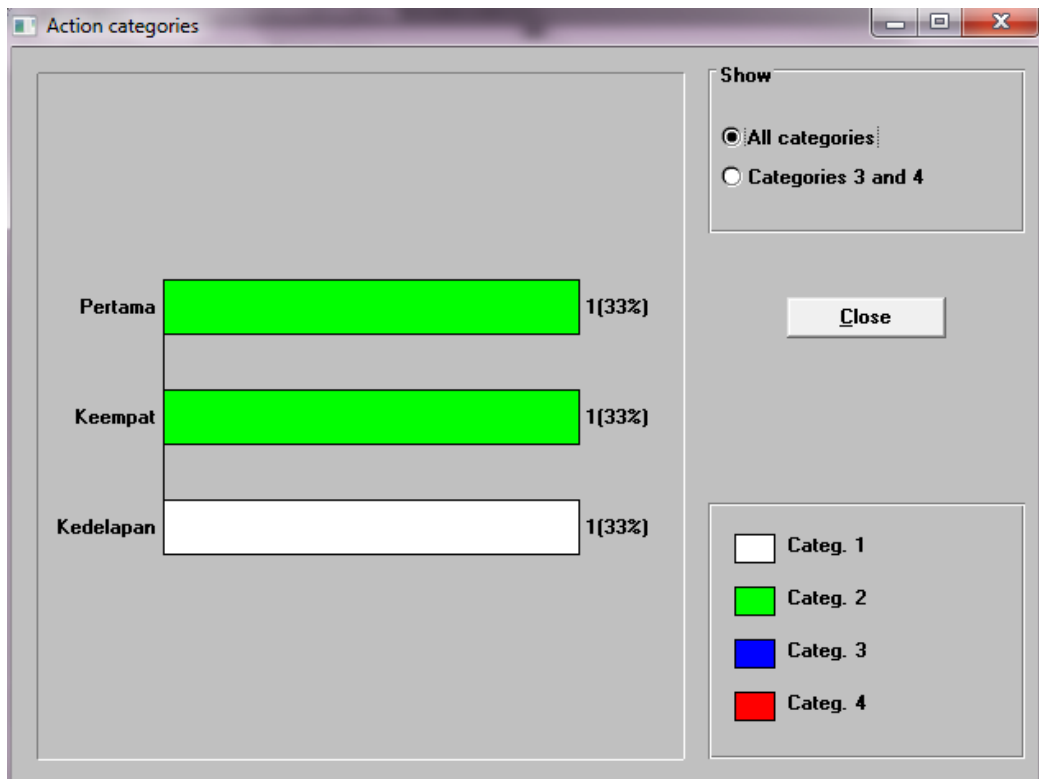 Action categories
Show
All categories
Categories 3 and 4
Pertama 1(33%)
Close
Keempat 1(33%)
Kedelapan 1(33%)
Categ. 1
Categ. 2
Categ. 3
Categ. 4